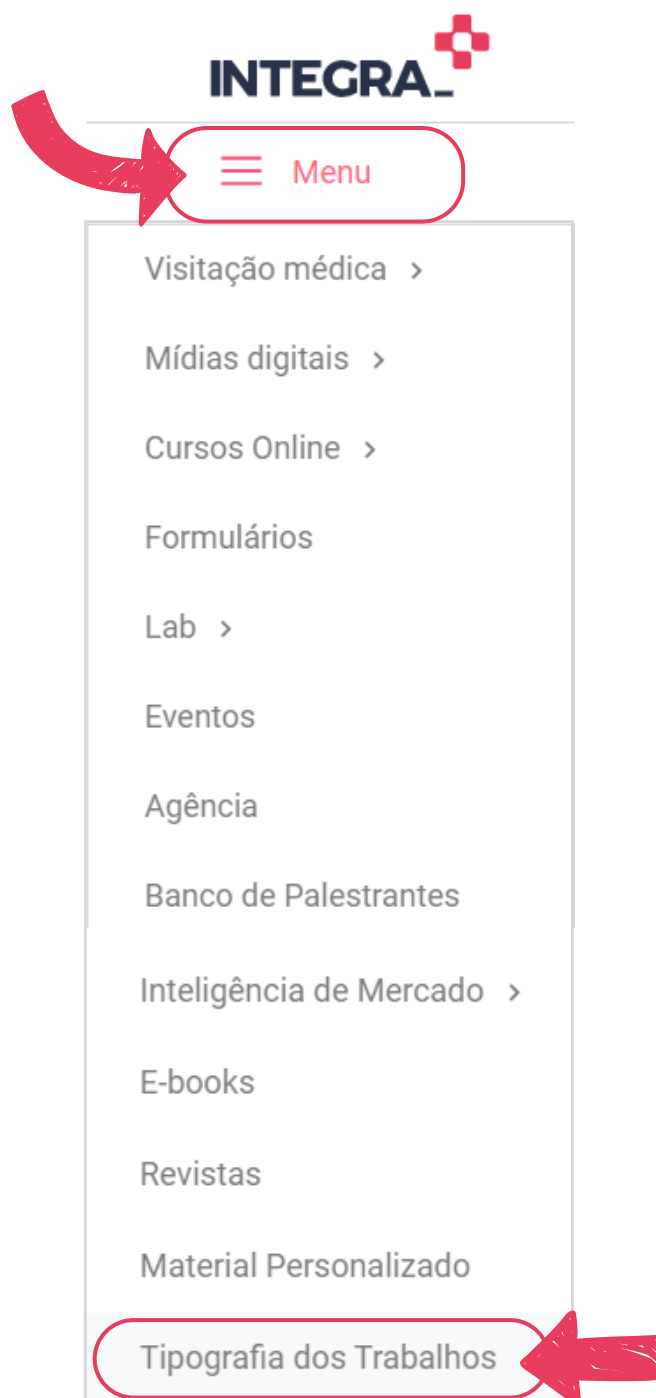 INTEGRA_
Menu
Visitação médica
Mídias digitais
Cursos Online
Formulários
Lab
Eventos
Agência
Banco de Palestrantes
Inteligência de Mercado
E-books
Revistas
Material Personalizado
Tipografia dos Trabalhos